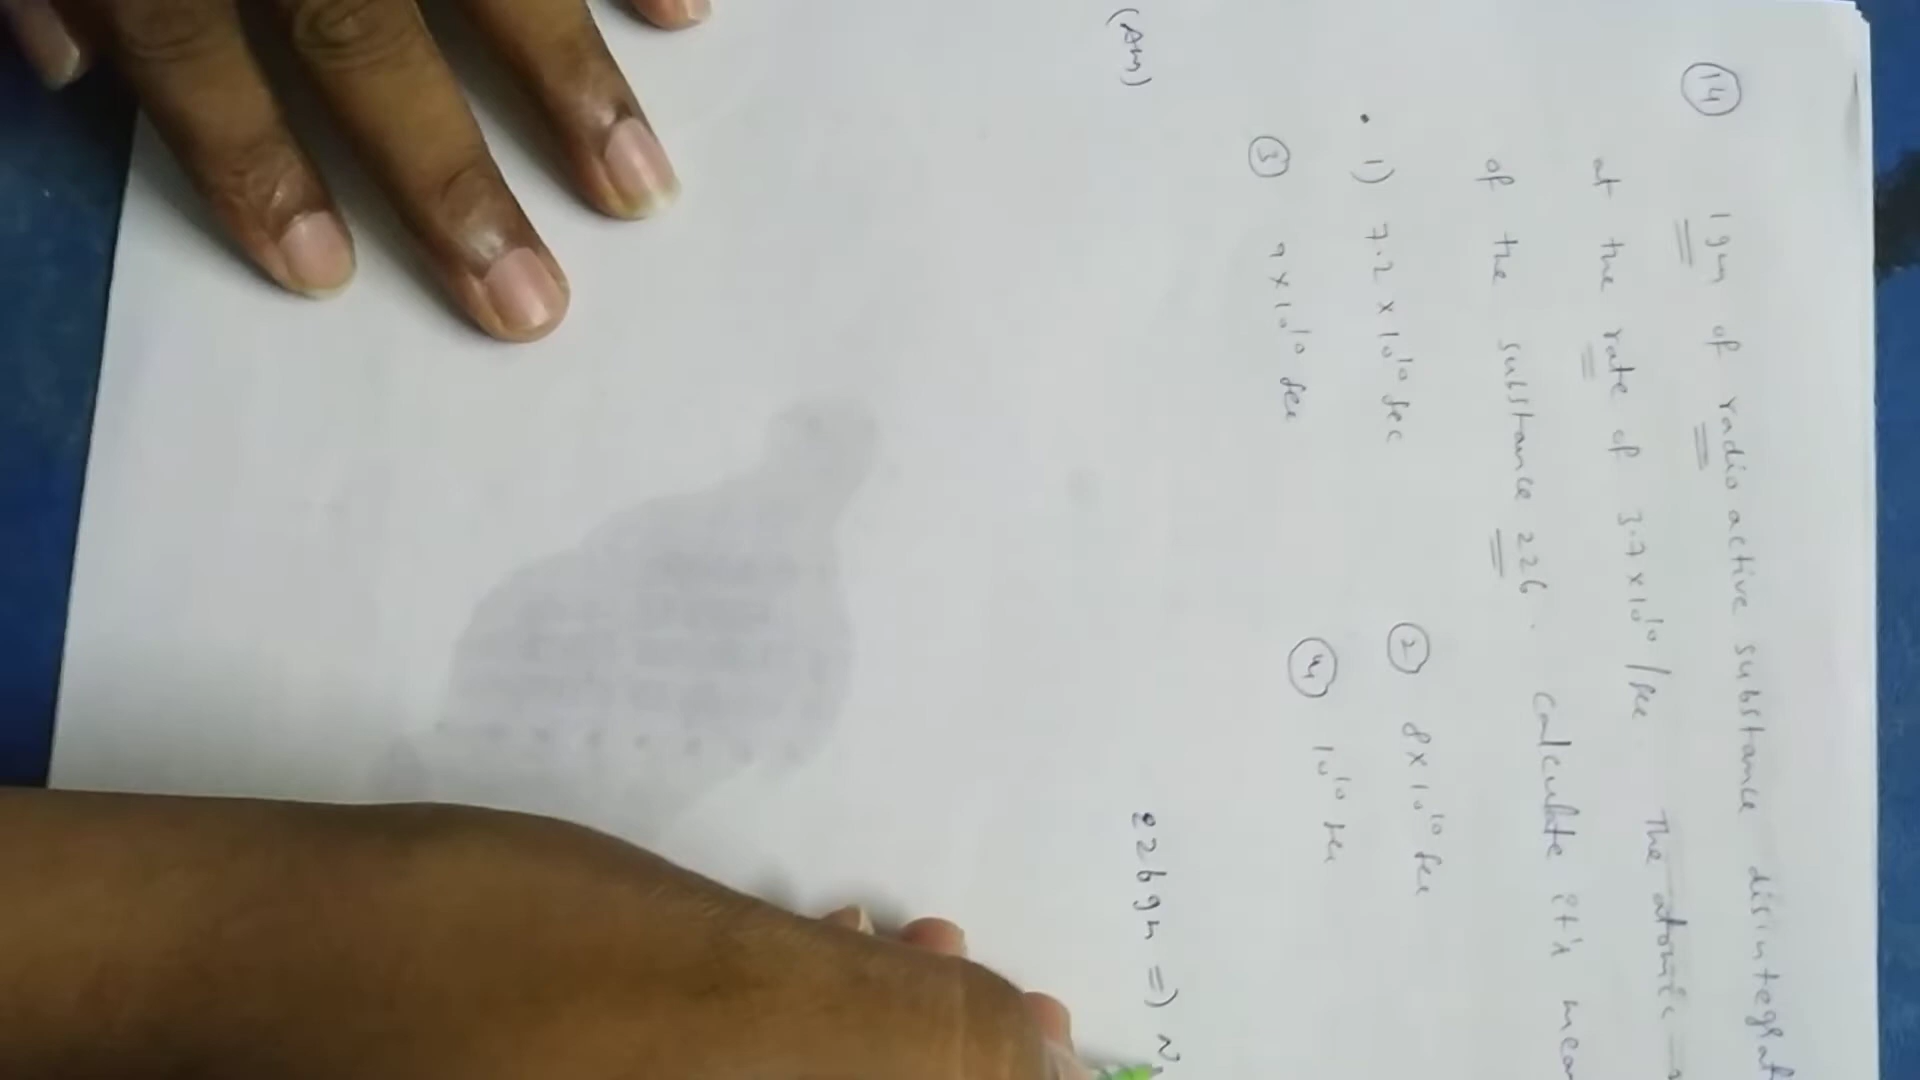 14 1 gm of radio active substance disintegrat
at the rate of 3.7 × 10¹⁰ / sec. The atomic
of the substance 226. Calculate it's mean
1) 7.2 × 10¹⁰ sec 2 8 × 10¹⁰ sec
3 9 × 10¹⁰ sec 4 10¹⁰ sec
(Ans) 226 gm => N